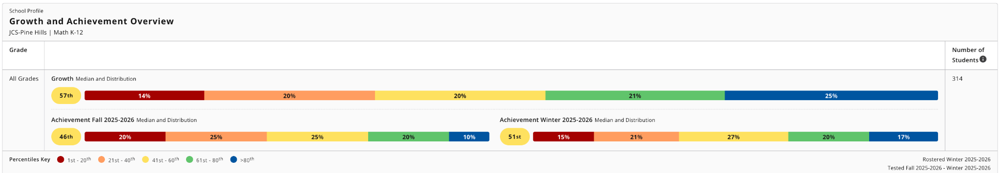 School Profile
Growth and Achievement Overview
JCS-Pine Hills | Math K-12
Grade
Number of
Students
All Grades
Growth Median and Distribution
314
57th 14% 20% 20% 21% 25%
Achievement Fall 2025-2026 Median and Distribution
46th 20% 25% 25% 20% 10%
Achievement Winter 2025-2026 Median and Distribution
51st 15% 21% 27% 20% 17%
Percentiles Key 1st - 20th 21st - 40th 41st - 60th 61st - 80th >80th
Rostered Winter 2025-2026
Tested Fall 2025-2026 - Winter 2025-2026